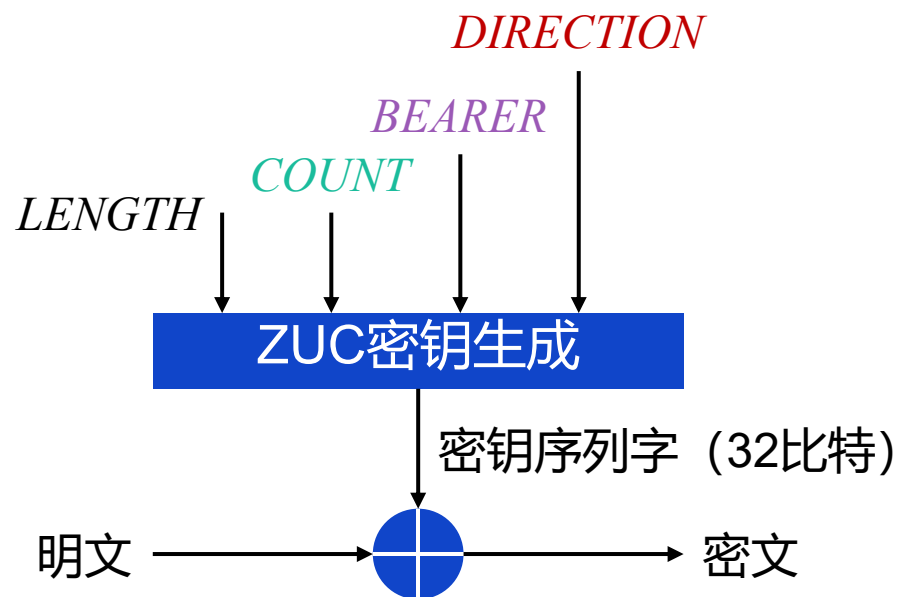 DIRECTION
BEARER
COUNT
LENGTH
ZUC密钥生成
密钥序列字（32比特）
明文
密文